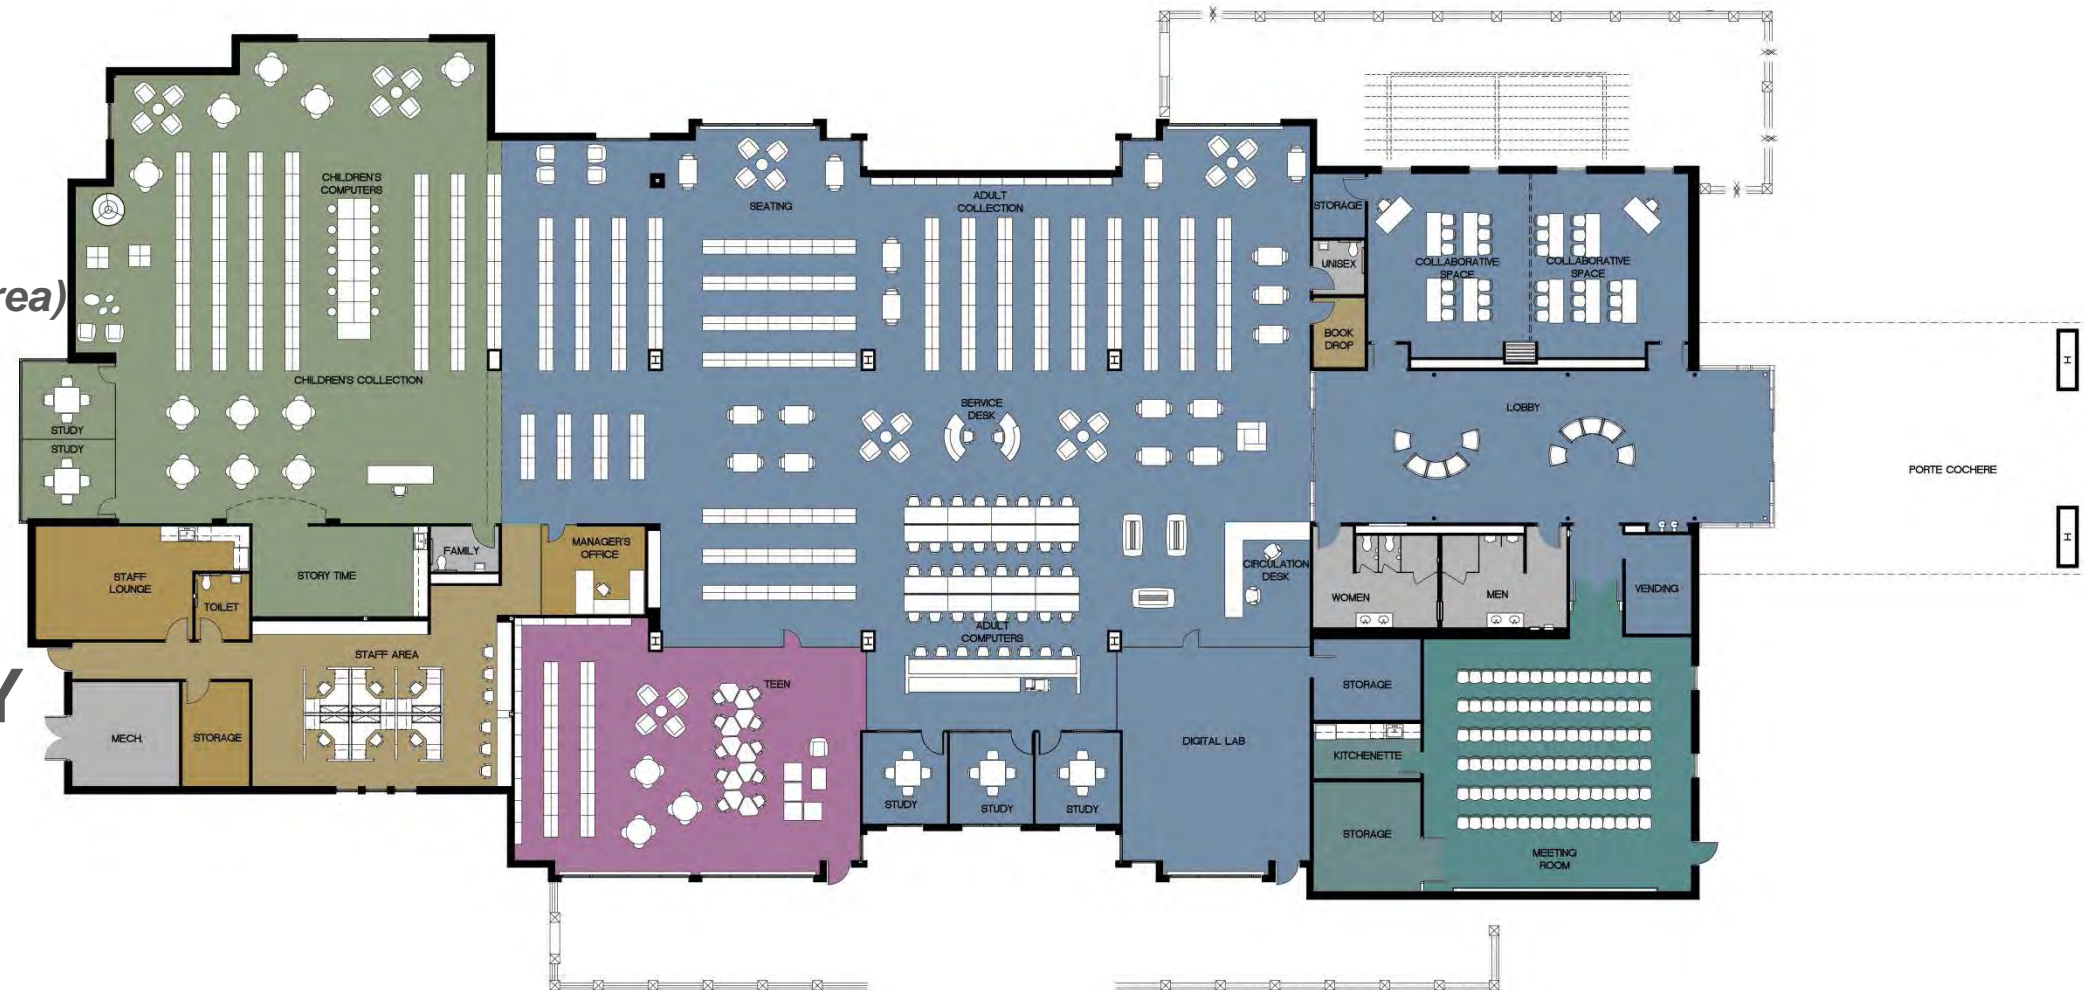 CHILDREN'S
COMPUTERS
SEATING
ADULT
COLLECTION
STORAGE
UNISEX
BOOK
DROP
COLLABORATIVE
SPACE
COLLABORATIVE
SPACE
rea)
CHILDREN'S COLLECTION
STUDY
STUDY
SERVICE
DESK
LOBBY
PORTE COCHERE
H
H
H
H
H
STAFF
LOUNGE
TOILET
STORY TIME
FAMILY
MANAGER'S
OFFICE
CIRCULATION
DESK
WOMEN
MEN
VENDING
ADULT
COMPUTERS
H
H
H
STAFF AREA
Y
MECH.
STORAGE
TEEN
STUDY
STUDY
STUDY
DIGITAL LAB
STORAGE
KITCHENETTE
STORAGE
MEETING
ROOM